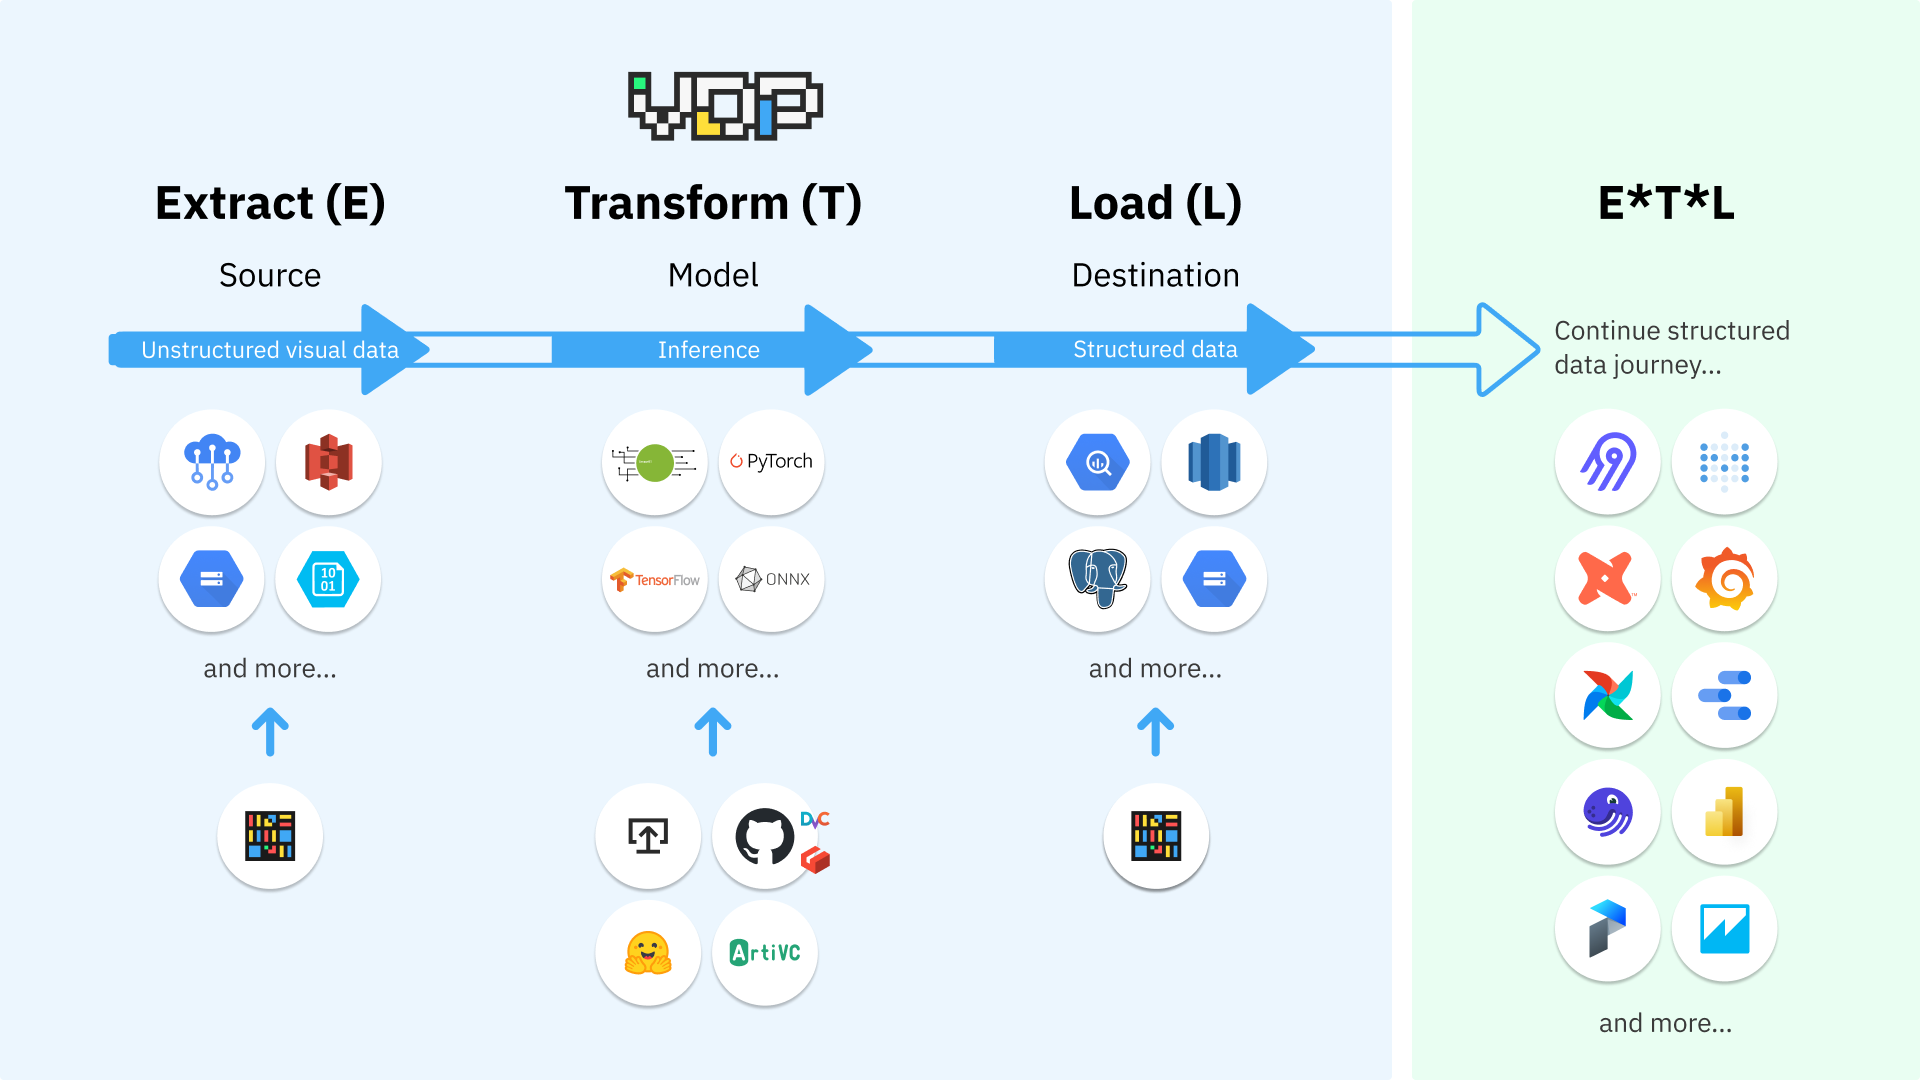 VDP
Extract (E)
Transform (T)
Load (L)
E*T*L
Source
Model
Destination
Unstructured visual data
Inference
Structured data
Continue structured
data journey...
PyTorch
10
01
TensorFlow
ONNX
and more...
and more...
and more...
DVC
ArtiVC
and more...